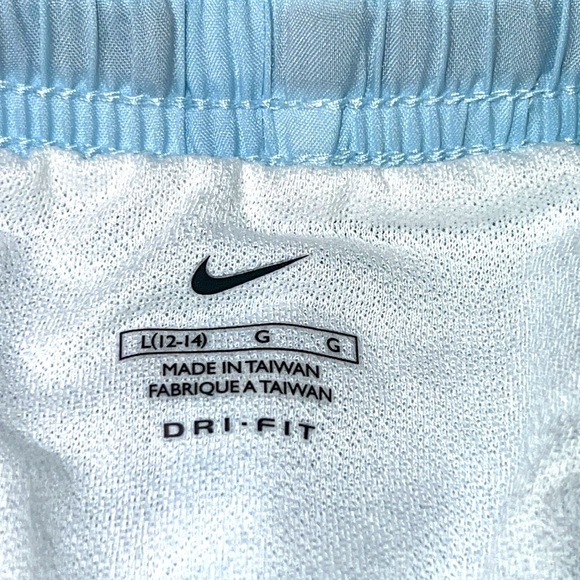 L(12-14) G G
MADE IN TAIWAN
FABRIQUE A TAIWAN
DRI-FIT